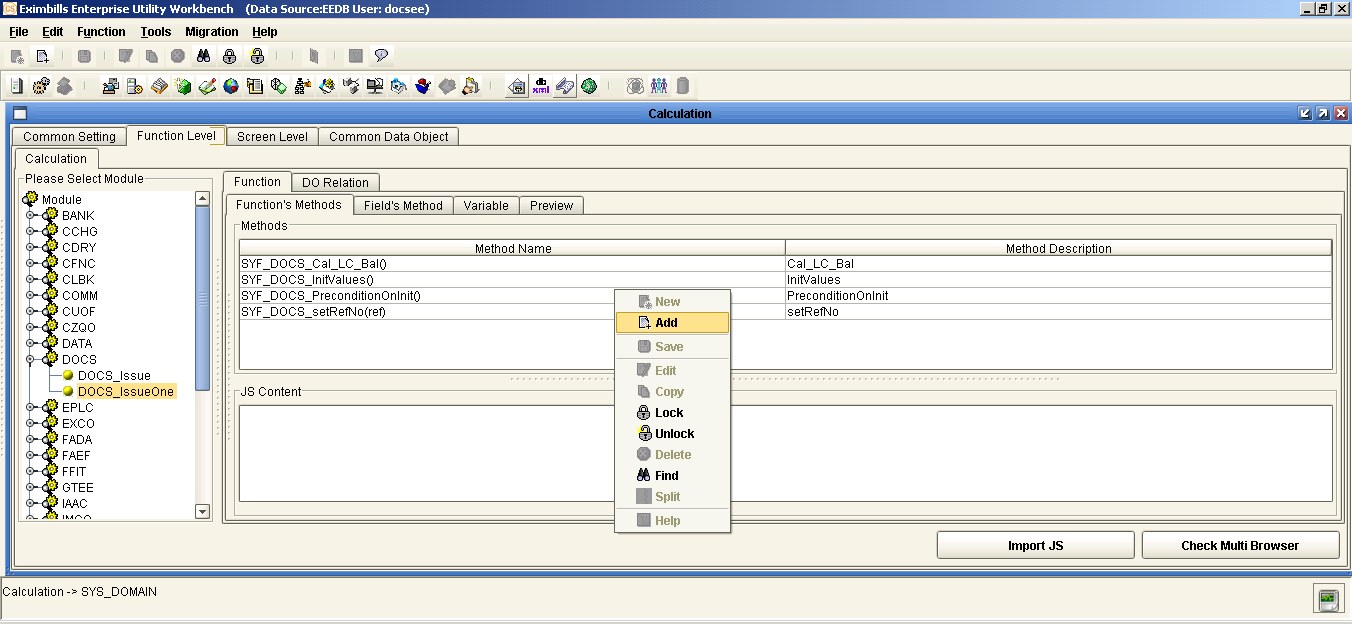 Eximbills Enterprise Utility Workbench (Data Source:EEDB User: docsee)
File Edit Function Tools Migration Help
Calculation
Common Setting Function Level Screen Level Common Data Object
Calculation
Please Select Module
Module
BANK
CCHG
CDRY
CFNC
CLBK
COMM
CUOF
CZQO
DATA
DOCS
DOCS_Issue
DOCS_IssueOne
EPLC
EXCO
FADA
FAEF
FFIT
GTEE
IAAC
IMCO
Function DO Relation
Function's Methods Field's Method Variable Preview
Methods
Method Name Method Description
SYF_DOCS_Cal_LC_Bal() Cal_LC_Bal
SYF_DOCS_InitValues() InitValues
SYF_DOCS_PreconditionOnInit() PreconditionOnInit
SYF_DOCS_setRefNo(ref) setRefNo
JS Content
New
Add
Save
Edit
Copy
Lock
Unlock
Delete
Find
Split
Help
Import JS Check Multi Browser
Calculation -> SYS_DOMAIN